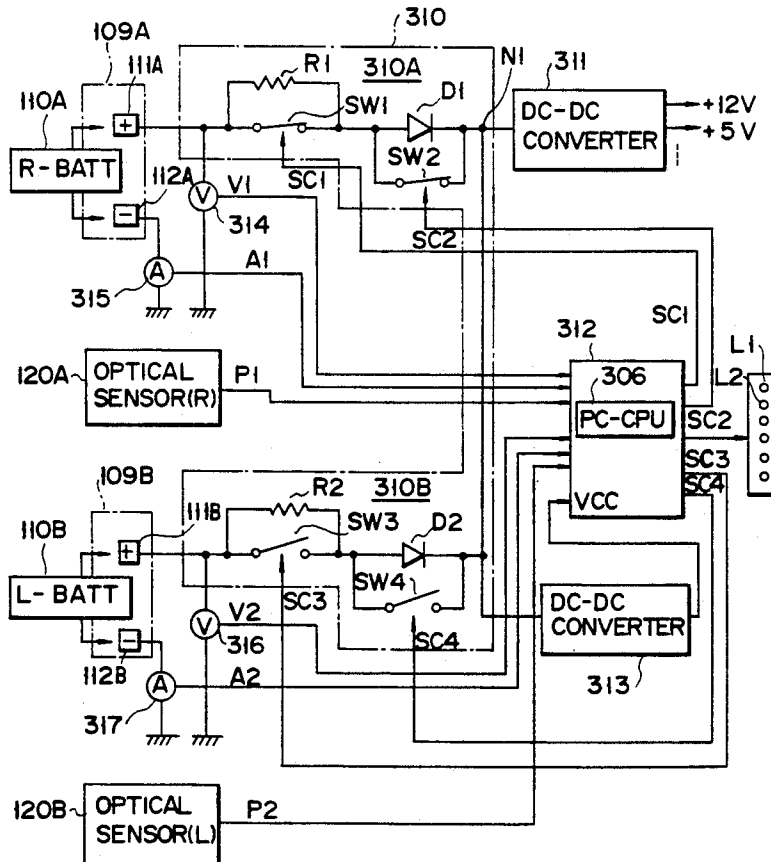 310
109A
111A
R1
310A
N1
311
110A
+
SW1
D1
DC-DC
CONVERTER
+12V
+5V
R-BATT
112A
SW2
V1
SC1
−
V
314
SC2
A1
A
315
SC1
312
L1
OPTICAL
SENSOR(R)
120A
P1
306
PC-CPU
L2
SC2
SC3
SC4
109B
R2
310B
111B
SW3
D2
VCC
110B
+
L-BATT
SW4
SC3
V2
DC-DC
CONVERTER
−
V
316
SC4
112B
A2
313
A
317
120B
OPTICAL
SENSOR(L)
P2